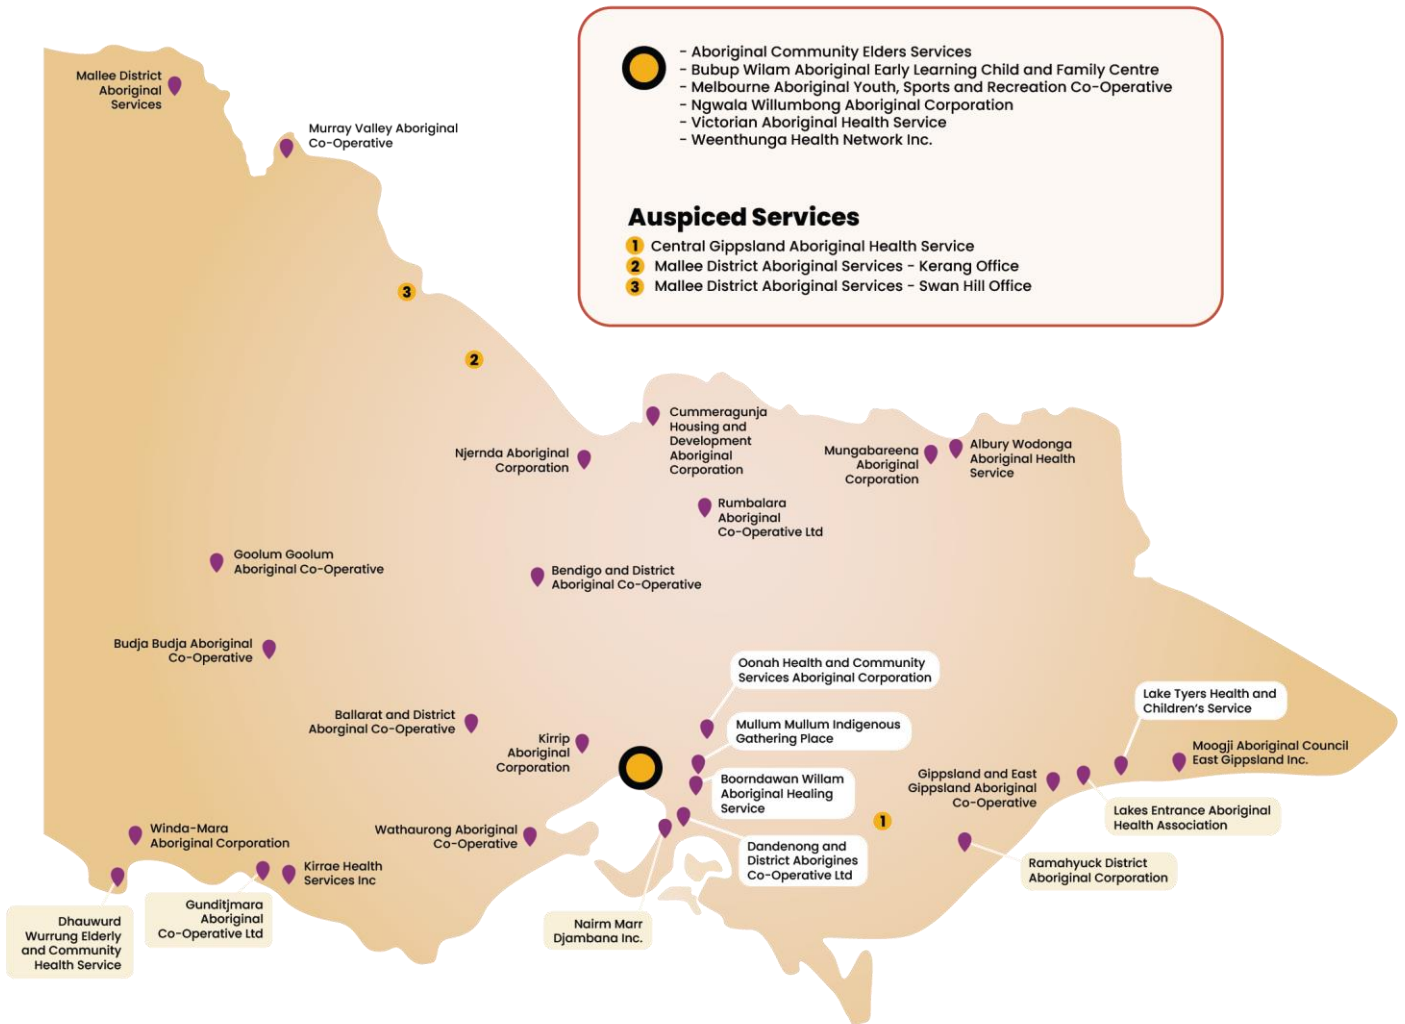 - Aboriginal Community Elders Services
- Bubup Wilam Aboriginal Early Learning Child and Family Centre
- Melbourne Aboriginal Youth, Sports and Recreation Co-Operative
- Ngwala Willumbong Aboriginal Corporation
- Victorian Aboriginal Health Service
- Weenthunga Health Network Inc.
Auspiced Services
1 Central Gippsland Aboriginal Health Service
2 Mallee District Aboriginal Services - Kerang Office
3 Mallee District Aboriginal Services - Swan Hill Office
Mallee District
Aboriginal
Services
Murray Valley Aboriginal
Co-Operative
3
2
Cummeragunja
Housing and
Development
Aboriginal
Corporation
Njernda Aboriginal
Corporation
Mungabareena
Aboriginal
Corporation
Albury Wodonga
Aboriginal Health
Service
Rumbalara
Aboriginal
Co-Operative Ltd
Goolum Goolum
Aboriginal Co-Operative
Bendigo and District
Aboriginal Co-Operative
Budja Budja Aboriginal
Co-Operative
Oonah Health and Community
Services Aboriginal Corporation
Lake Tyers Health and
Children's Service
Ballarat and District
Aborginal Co-Operative
Mullum Mullum Indigenous
Gathering Place
Kirrip
Aboriginal
Corporation
Moogji Aboriginal Council
East Gippsland Inc.
Boorndawan Willam
Aboriginal Healing
Service
Gippsland and East
Gippsland Aboriginal
Co-Operative
Lakes Entrance Aboriginal
Health Association
1
Winda-Mara
Aboriginal Corporation
Wathaurong Aboriginal
Co-Operative
Dandenong and
District Aborigines
Co-Operative Ltd
Ramahyuck District
Aboriginal Corporation
Kirrae Health
Services Inc
Gunditjmara
Aboriginal
Co-Operative Ltd
Dhauwurd
Wurrung Elderly
and Community
Health Service
Nairm Marr
Djambana Inc.